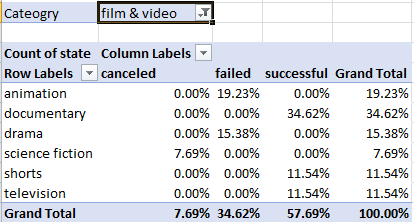 Cateogry film & video
Count of state Column Labels
Row Labels canceled failed successful Grand Total
animation 0.00% 19.23% 0.00% 19.23%
documentary 0.00% 0.00% 34.62% 34.62%
drama 0.00% 15.38% 0.00% 15.38%
science fiction 7.69% 0.00% 0.00% 7.69%
shorts 0.00% 0.00% 11.54% 11.54%
television 0.00% 0.00% 11.54% 11.54%
Grand Total 7.69% 34.62% 57.69% 100.00%